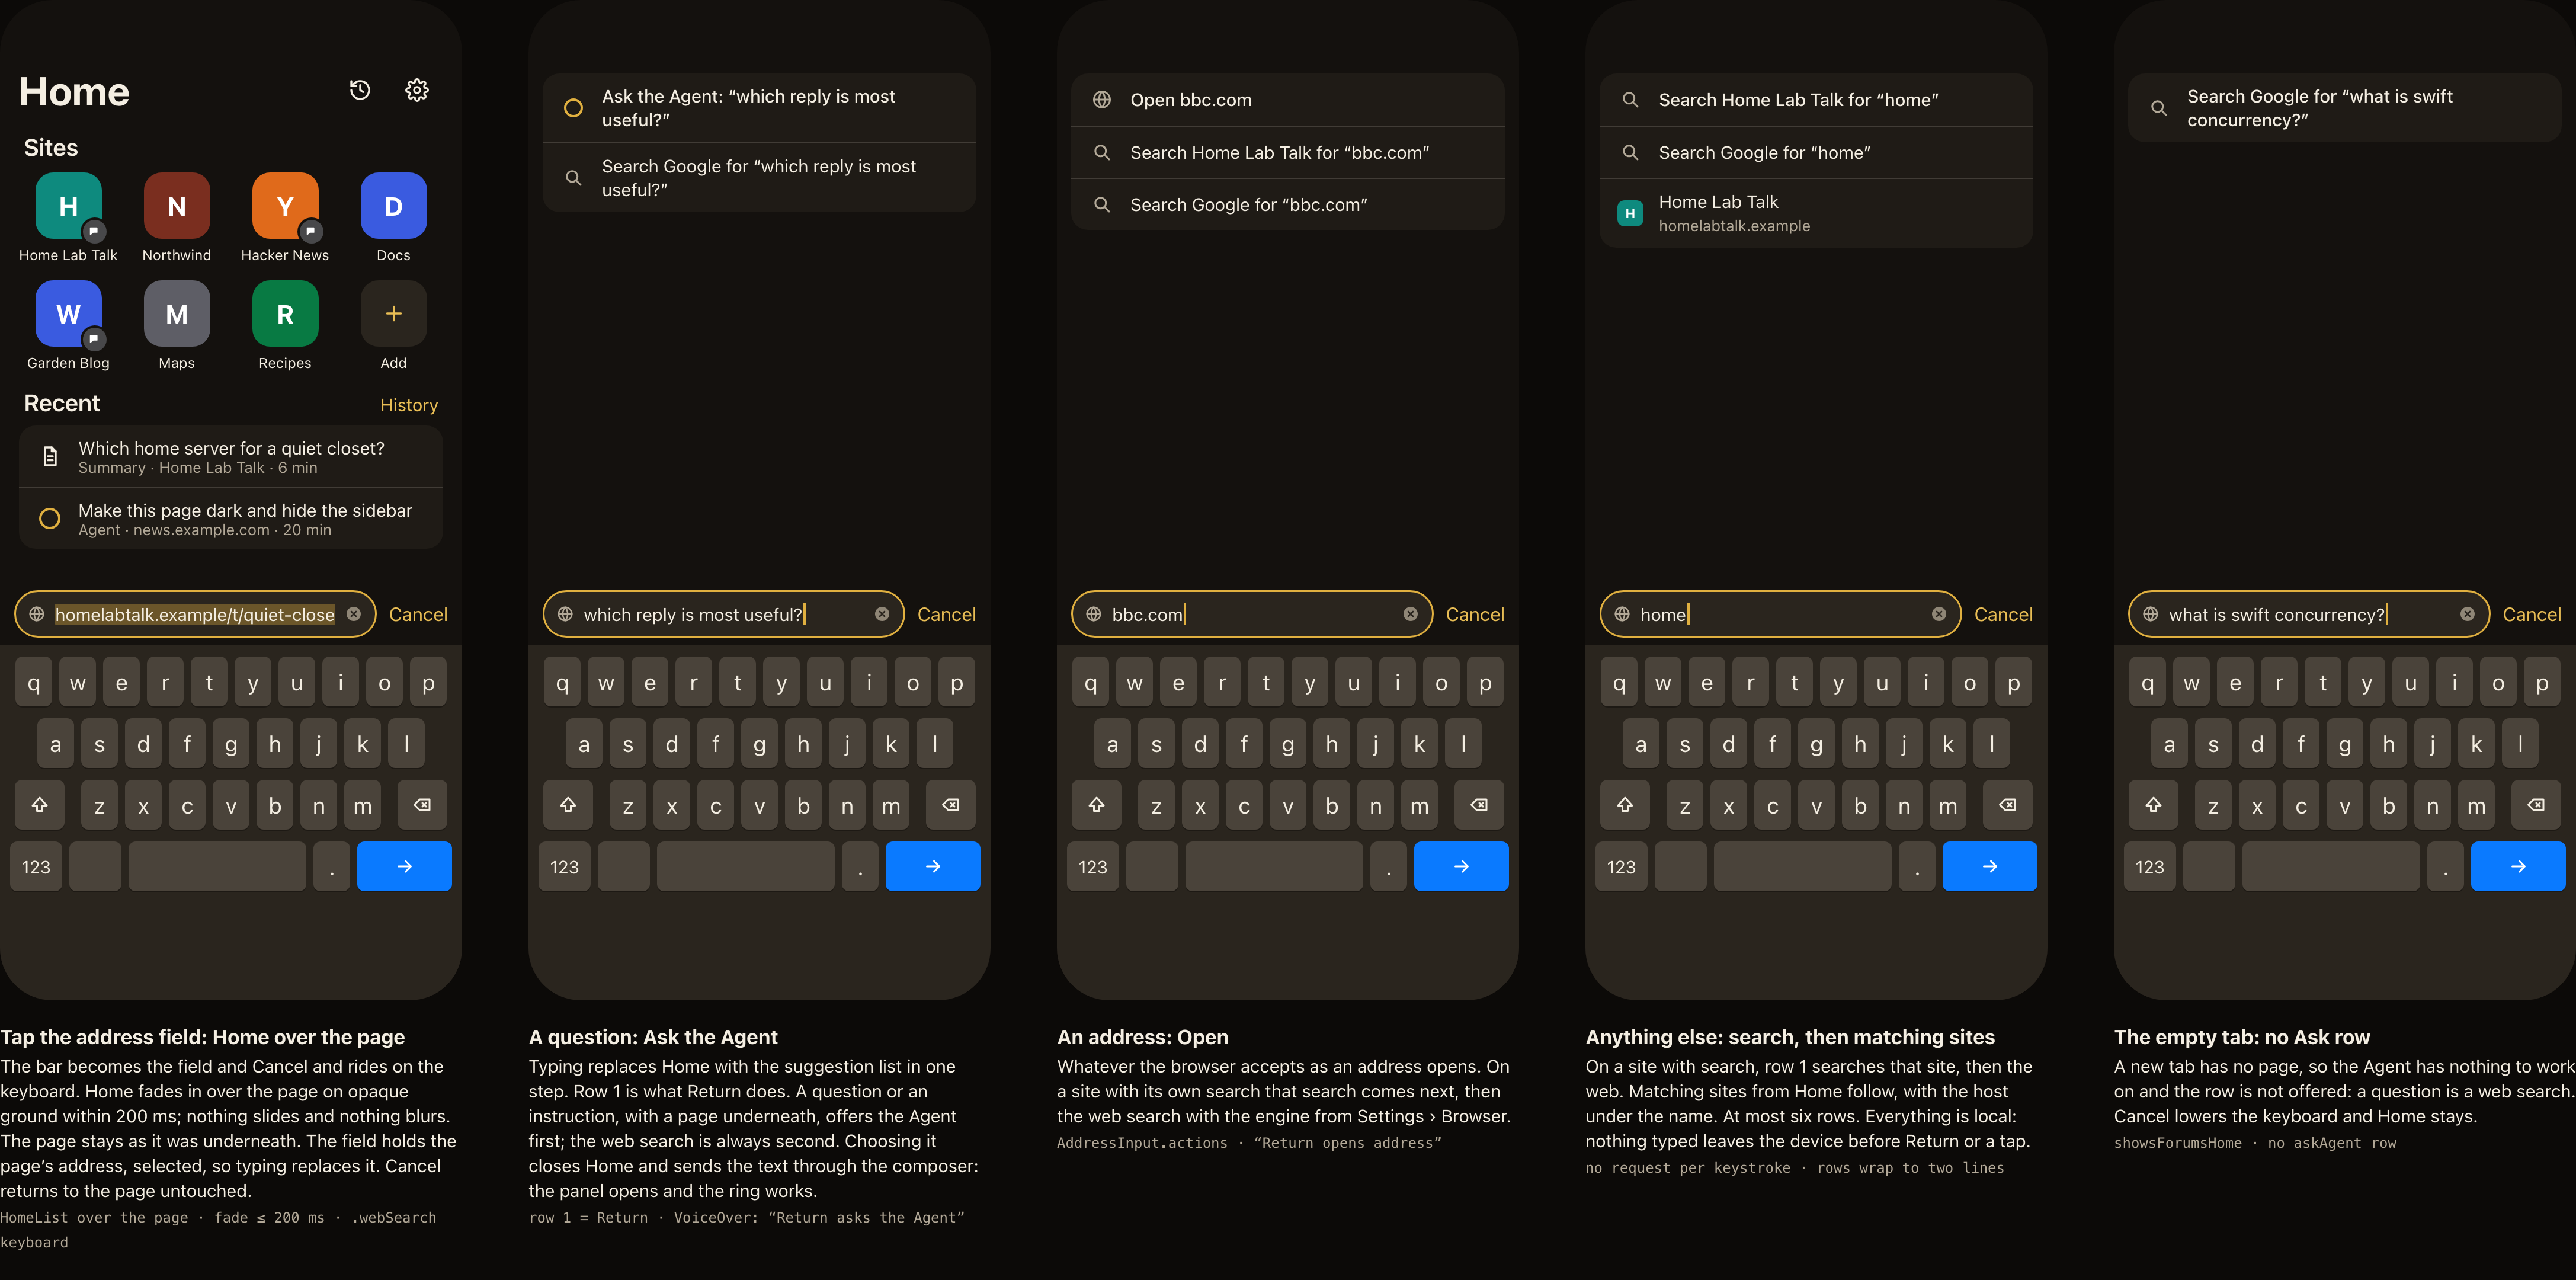 Home
Sites
H
N
Y
D
Home Lab Talk
Northwind
Hacker News
Docs
W
M
R
+
Garden Blog
Maps
Recipes
Add
Recent
History
Which home server for a quiet closet?
Summary · Home Lab Talk · 6 min
Make this page dark and hide the sidebar
Agent · news.example.com · 20 min
homelabtalk.example/t/quiet-close
Cancel
q w e r t y u i o p
a s d f g h j k l
z x c v b n m
123 .
Tap the address field: Home over the page
The bar becomes the field and Cancel and rides on the
keyboard. Home fades in over the page on opaque
ground within 200 ms; nothing slides and nothing blurs.
The page stays as it was underneath. The field holds the
page’s address, selected, so typing replaces it. Cancel
returns to the page untouched.
HomeList over the page · fade ≤ 200 ms · .webSearch
keyboard
Ask the Agent: “which reply is most
useful?”
Search Google for “which reply is most
useful?”
which reply is most useful?
Cancel
q w e r t y u i o p
a s d f g h j k l
z x c v b n m
123 .
A question: Ask the Agent
Typing replaces Home with the suggestion list in one
step. Row 1 is what Return does. A question or an
instruction, with a page underneath, offers the Agent
first; the web search is always second. Choosing it
closes Home and sends the text through the composer:
the panel opens and the ring works.
row 1 = Return · VoiceOver: “Return asks the Agent”
Open bbc.com
Search Home Lab Talk for “bbc.com”
Search Google for “bbc.com”
bbc.com
Cancel
q w e r t y u i o p
a s d f g h j k l
z x c v b n m
123 .
An address: Open
Whatever the browser accepts as an address opens. On
a site with its own search that search comes next, then
the web search with the engine from Settings › Browser.
AddressInput.actions · “Return opens address”
Search Home Lab Talk for “home”
Search Google for “home”
H
Home Lab Talk
homelabtalk.example
home
Cancel
q w e r t y u i o p
a s d f g h j k l
z x c v b n m
123 .
Anything else: search, then matching sites
On a site with search, row 1 searches that site, then the
web. Matching sites from Home follow, with the host
under the name. At most six rows. Everything is local:
nothing typed leaves the device before Return or a tap.
no request per keystroke · rows wrap to two lines
Search Google for “what is swift
concurrency?”
what is swift concurrency?
Cancel
q w e r t y u i o p
a s d f g h j k l
z x c v b n m
123 .
The empty tab: no Ask row
A new tab has no page, so the Agent has nothing to work
on and the row is not offered: a question is a web search.
Cancel lowers the keyboard and Home stays.
showsForumsHome · no askAgent row